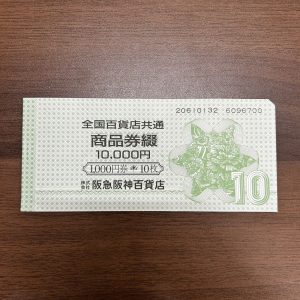 20610132 6096700
全国百貨店共通
商品券綴
10,000円
1,000円券 10枚
株式会社 阪急阪神百貨店
10